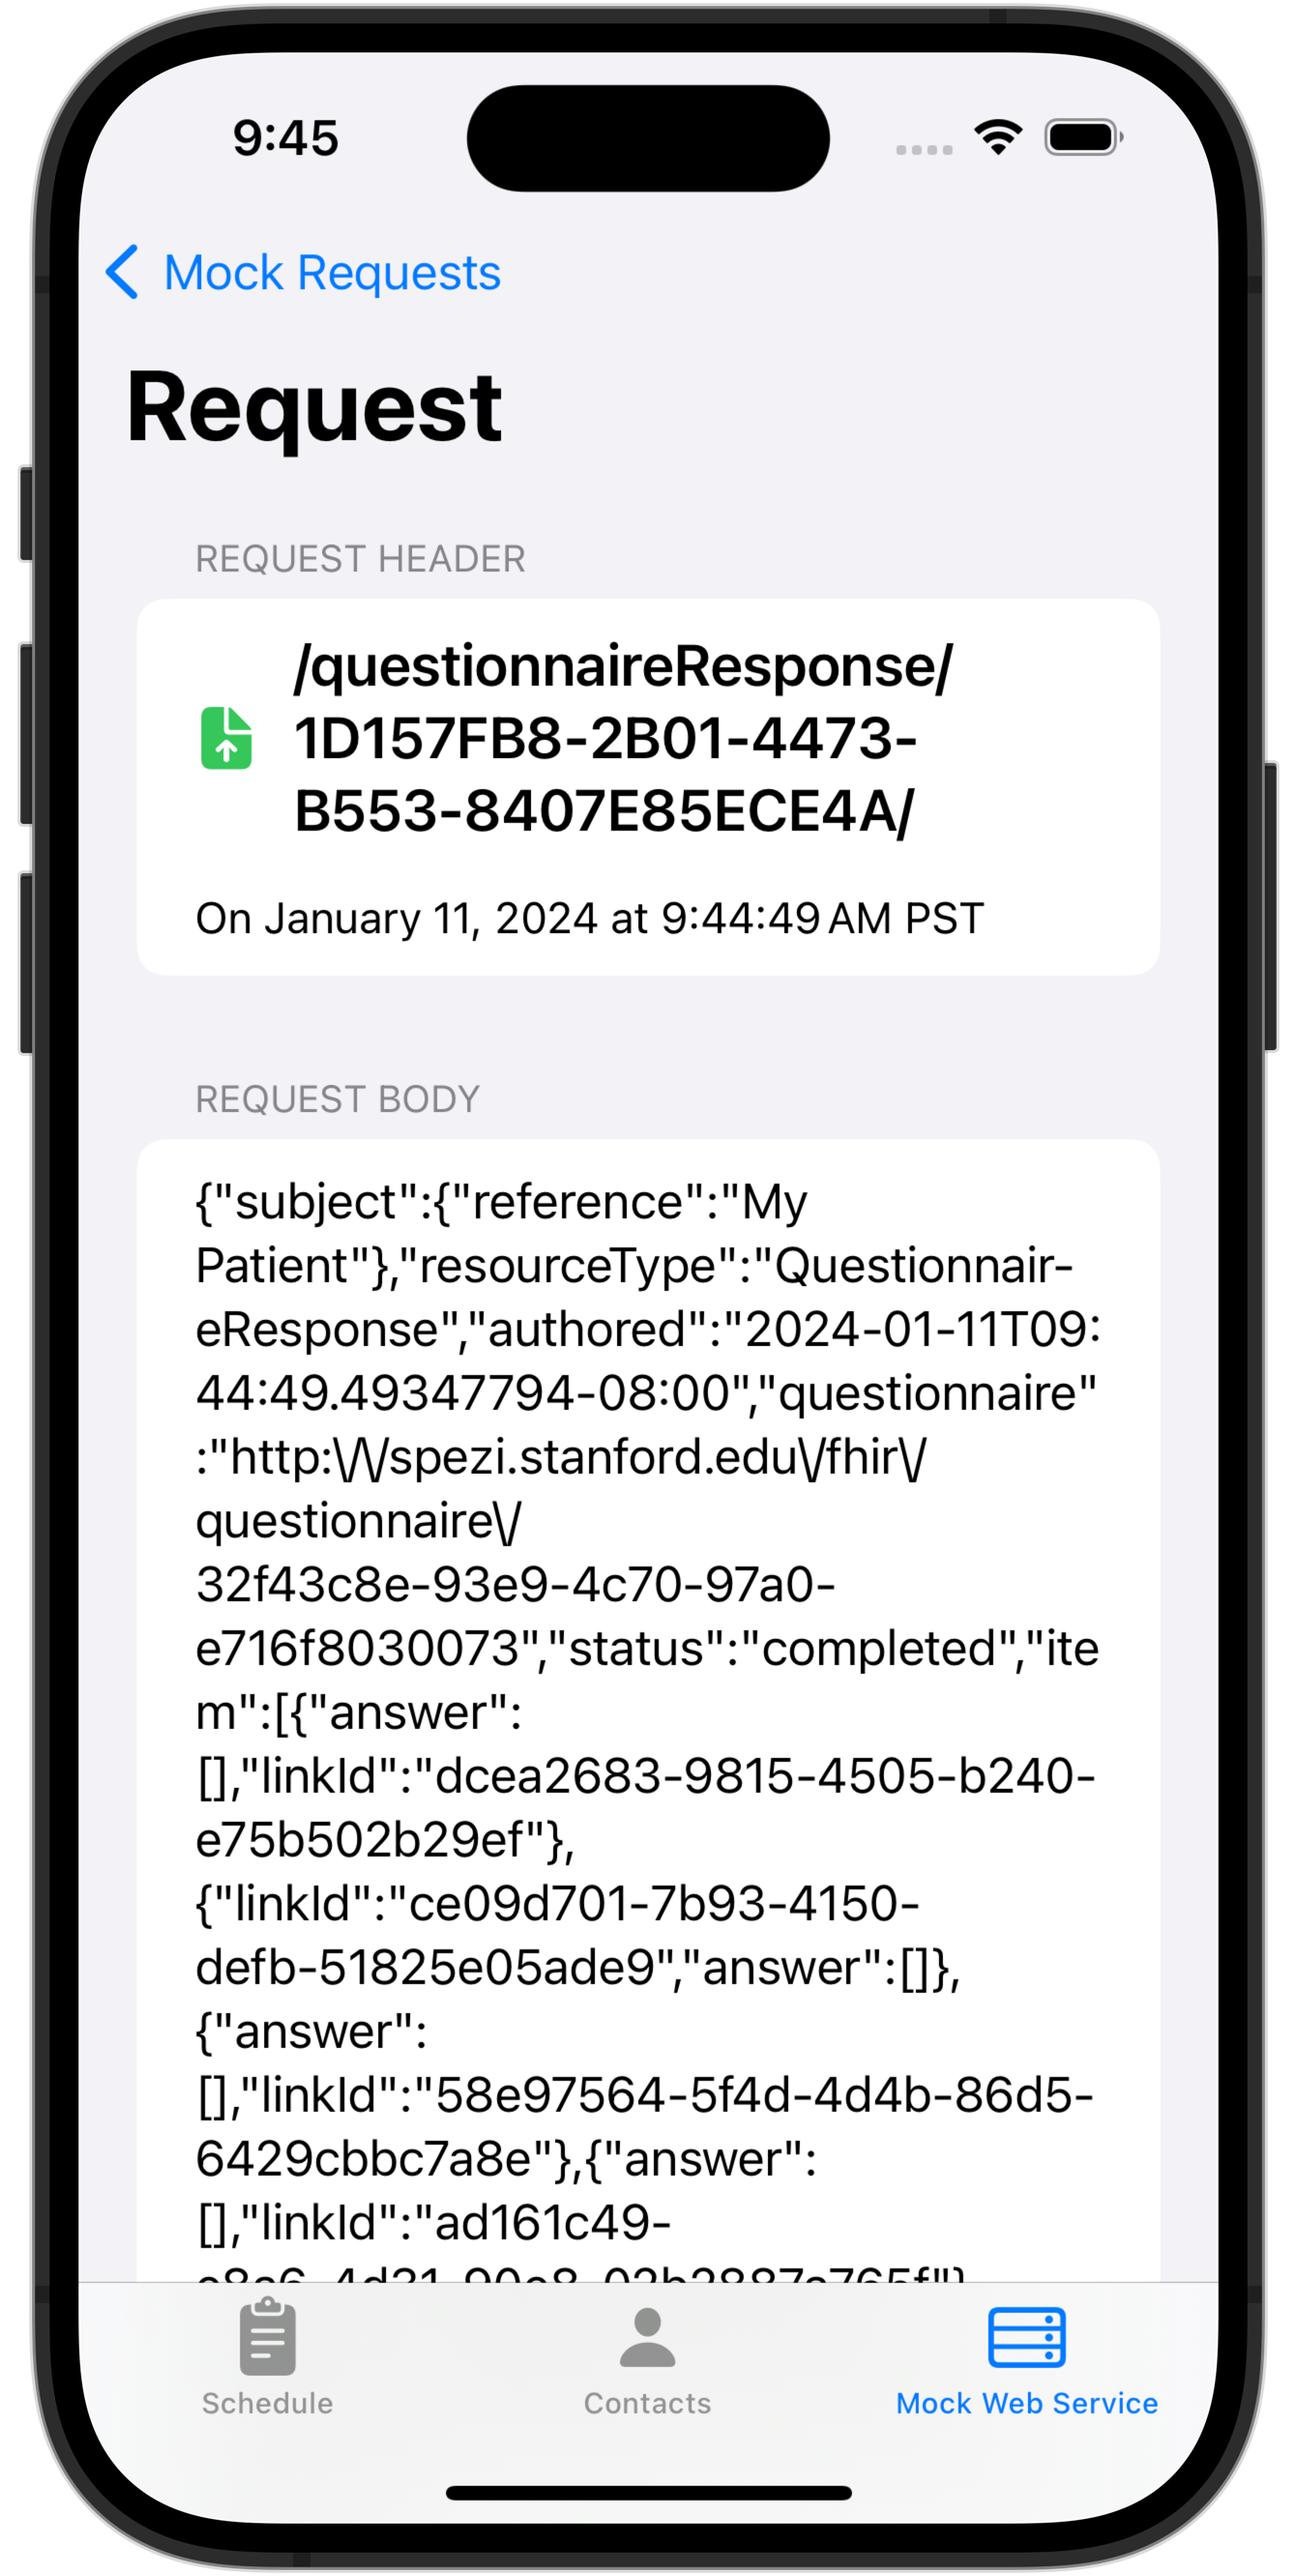 9:45
Mock Requests
Request
REQUEST HEADER
/questionnaireResponse/
1D157FB8-2B01-4473-
B553-8407E85ECE4A/
On January 11, 2024 at 9:44:49 AM PST
REQUEST BODY
{"subject":{"reference":"My
Patient"},"resourceType":"Questionnair-
eResponse","authored":"2024-01-11T09:
44:49.49347794-08:00","questionnaire"
:"http:\/\/spezi.stanford.edu\/fhir\/
questionnaire\/
32f43c8e-93e9-4c70-97a0-
e716f8030073","status":"completed","ite
m":[{"answer":
[],"linkId":"dcea2683-9815-4505-b240-
e75b502b29ef"},
{"linkId":"ce09d701-7b93-4150-
defb-51825e05ade9","answer":[]},
{"answer":
[],"linkId":"58e97564-5f4d-4d4b-86d5-
6429cbbc7a8e"},{"answer":
[],"linkId":"ad161c49-
Schedule
Contacts
Mock Web Service